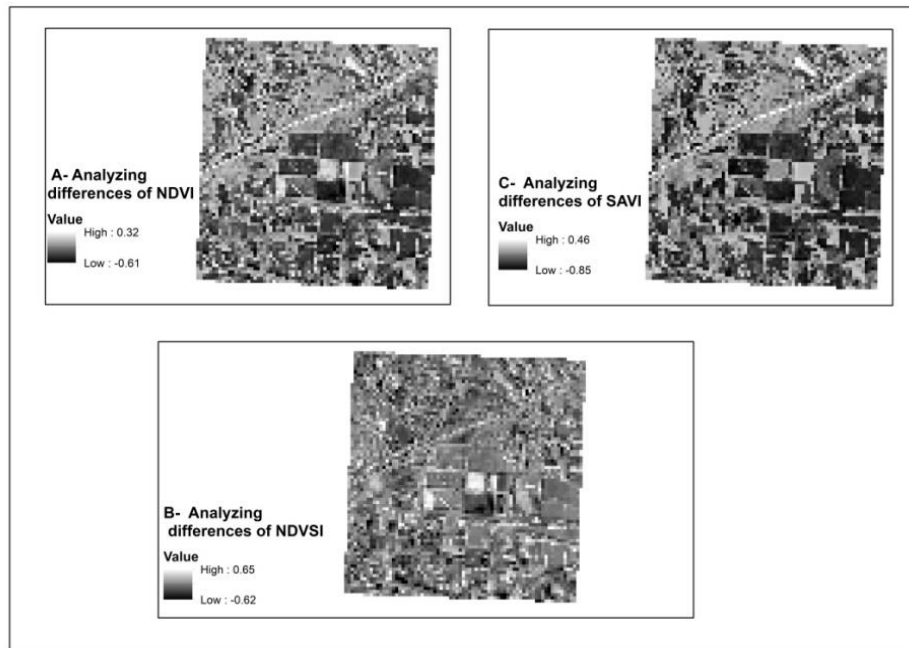 A- Analyzing
differences of NDVI
Value
High : 0.32
Low : -0.61
C- Analyzing
differences of SAVI
Value
High : 0.46
Low : -0.85
B- Analyzing
differences of NDVSI
Value
High : 0.65
Low : -0.62